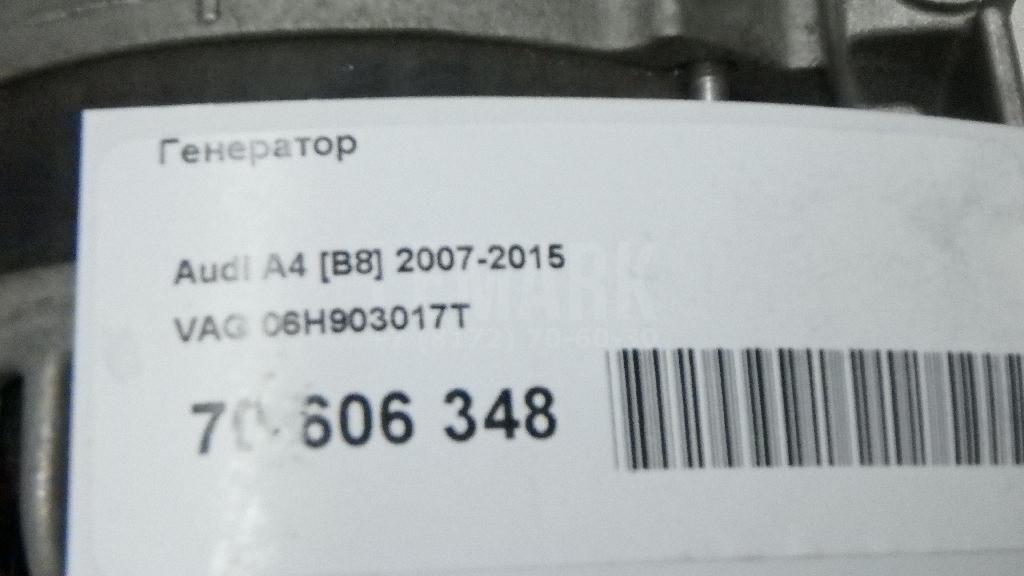 Генератор
Audi A4 [B8] 2007-2015
VAG 06H903017T
606 348